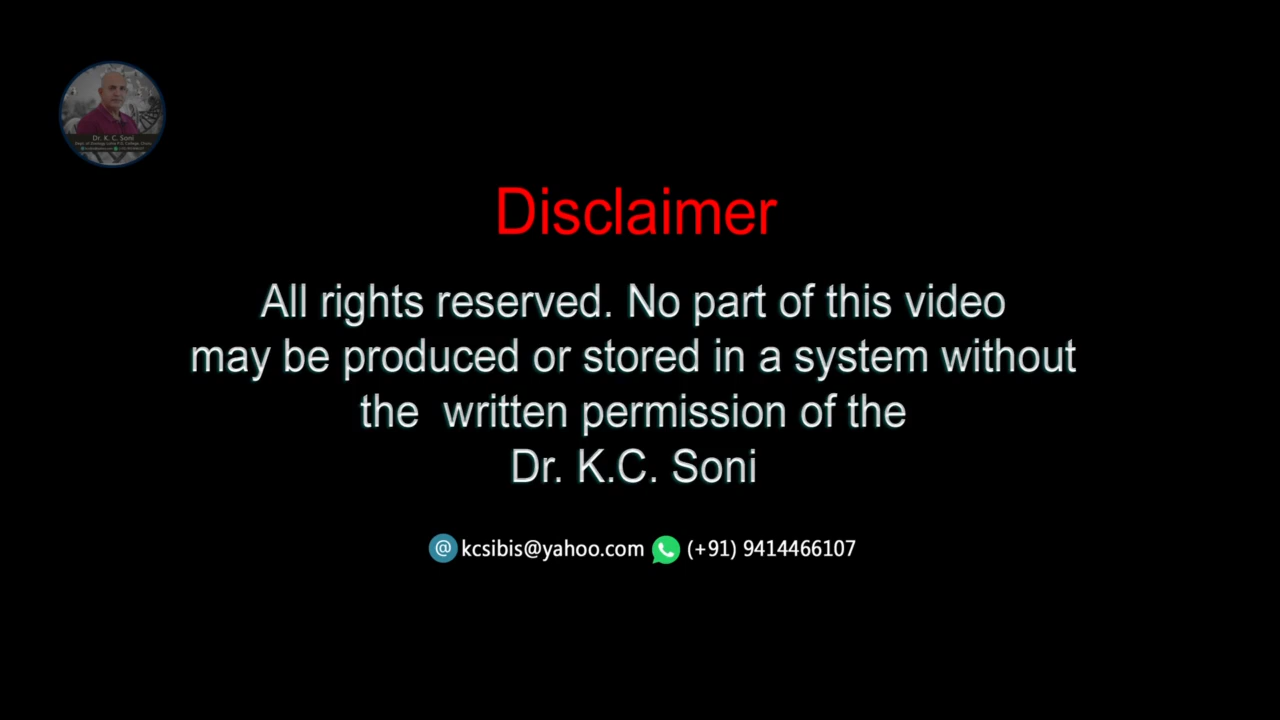 Dr. K. C. Soni
Disclaimer
All rights reserved. No part of this video
may be produced or stored in a system without
the  written permission of the
Dr. K.C. Soni
@ kcsibis@yahoo.com (+91) 9414466107